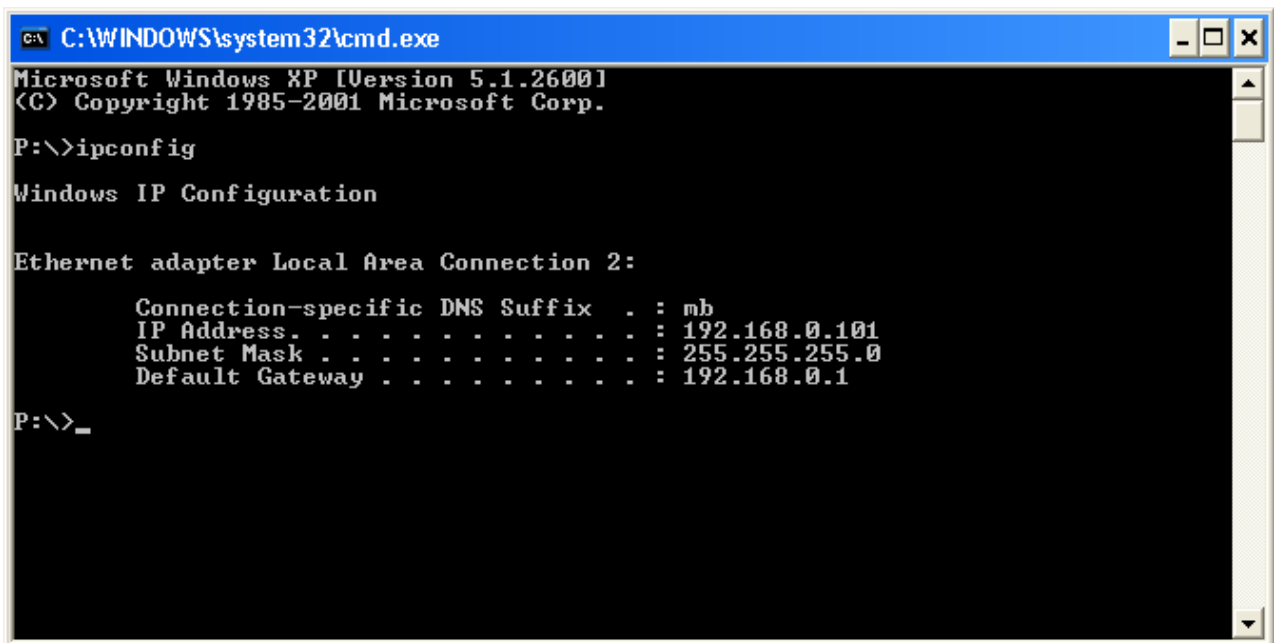 C:\WINDOWS\system32\cmd.exe
Microsoft Windows XP [Version 5.1.2600]
(C) Copyright 1985-2001 Microsoft Corp.
P:\>ipconfig
Windows IP Configuration
Ethernet adapter Local Area Connection 2:
Connection-specific DNS Suffix  . : mb
IP Address. . . . . . . . . . . . : 192.168.0.101
Subnet Mask . . . . . . . . . . . : 255.255.255.0
Default Gateway . . . . . . . . . : 192.168.0.1
P:\>_